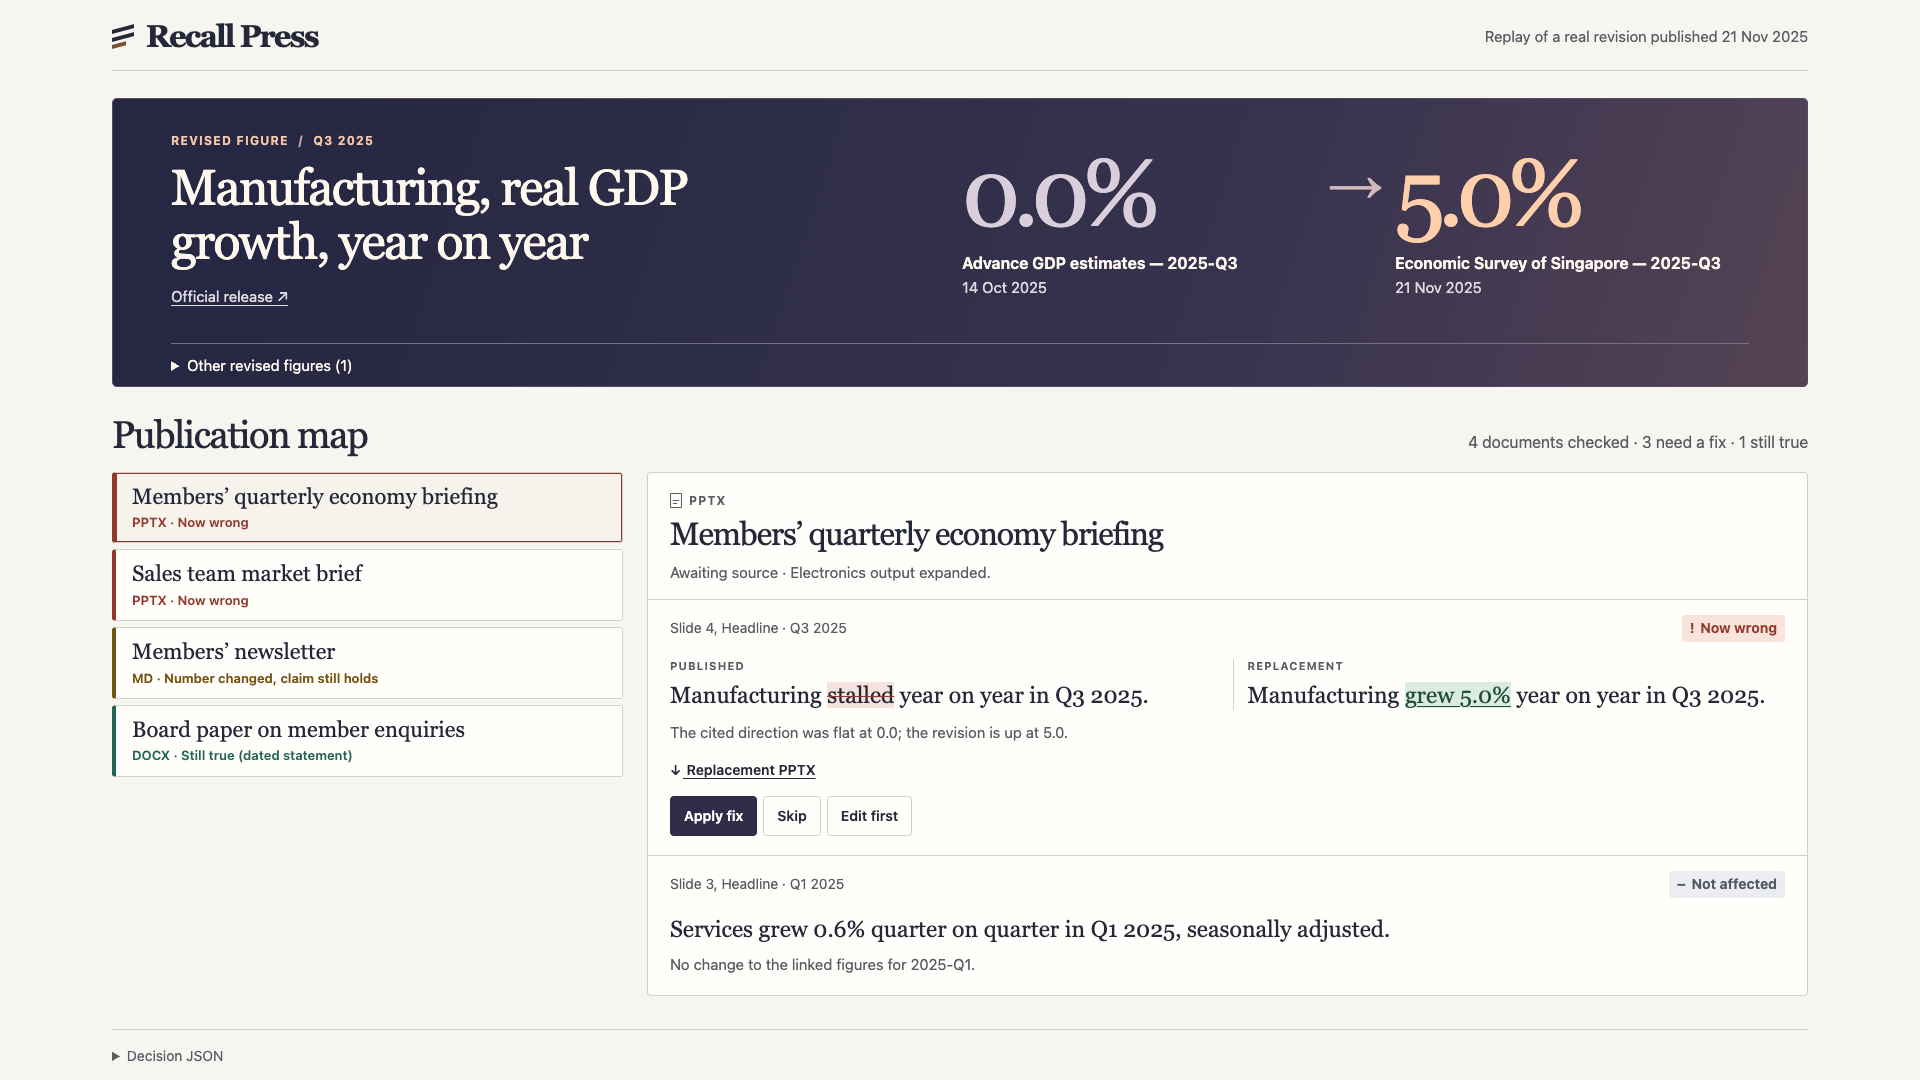 Recall Press
Replay of a real revision published 21 Nov 2025
REVISED FIGURE / Q3 2025
Manufacturing, real GDP
growth, year on year
Official release ↗
0.0%
Advance GDP estimates — 2025-Q3
14 Oct 2025
→
5.0%
Economic Survey of Singapore — 2025-Q3
21 Nov 2025
▶ Other revised figures (1)
Publication map
4 documents checked · 3 need a fix · 1 still true
Members’ quarterly economy briefing
PPTX · Now wrong
Sales team market brief
PPTX · Now wrong
Members’ newsletter
MD · Number changed, claim still holds
Board paper on member enquiries
DOCX · Still true (dated statement)
PPTX
Members’ quarterly economy briefing
Awaiting source · Electronics output expanded.
Slide 4, Headline · Q3 2025
! Now wrong
PUBLISHED
Manufacturing stalled year on year in Q3 2025.
REPLACEMENT
Manufacturing grew 5.0% year on year in Q3 2025.
The cited direction was flat at 0.0; the revision is up at 5.0.
↓ Replacement PPTX
Apply fix
Skip
Edit first
Slide 3, Headline · Q1 2025
– Not affected
Services grew 0.6% quarter on quarter in Q1 2025, seasonally adjusted.
No change to the linked figures for 2025-Q1.
▶ Decision JSON